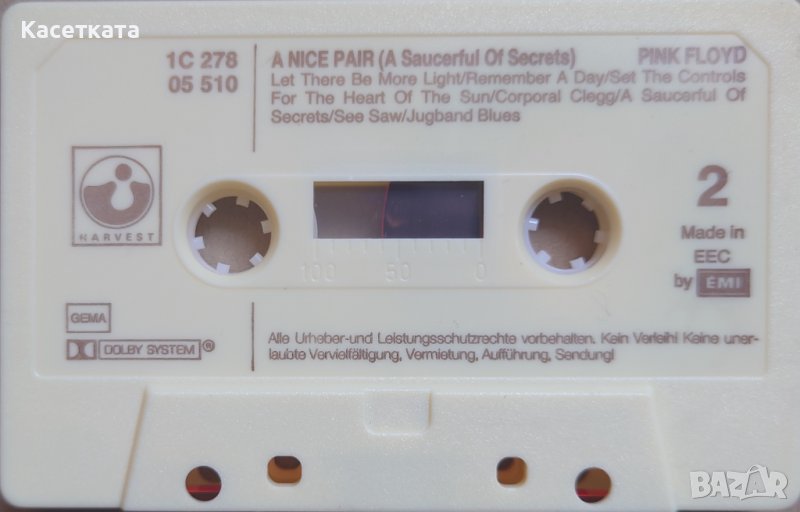 Касетката
1C 278
05 510
A NICE PAIR (A Saucerful Of Secrets) PINK FLOYD
Let There Be More Light/Remember A Day/Set The Controls
For The Heart Of The Sun/Corporal Clegg/A Saucerful Of
Secrets/See Saw/Jugband Blues
HARVEST
2
Made in
EEC
by EMI
100 50 0
GEMA
DOLBY SYSTEM®
Alle Urheber-und Leistungsschutzrechte vorbehalten. Kein Verleih! Keine uner-
laubte Vervielfältigung, Vermietung, Aufführung, Sendung!
BAZAR